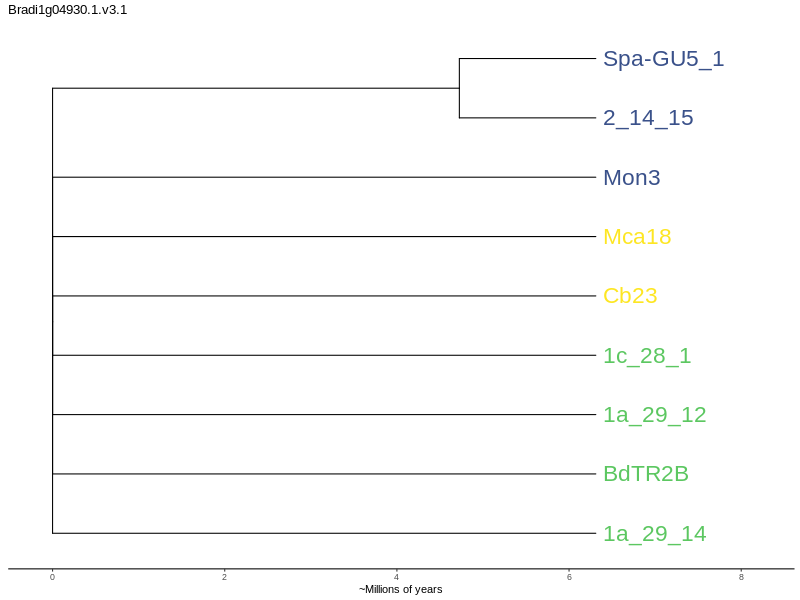 Bradi1g04930.1.v3.1
Spa-GU5_1
2_14_15
Mon3
Mca18
Cb23
1c_28_1
1a_29_12
BdTR2B
1a_29_14
0 2 4 6 8
~Millions of years